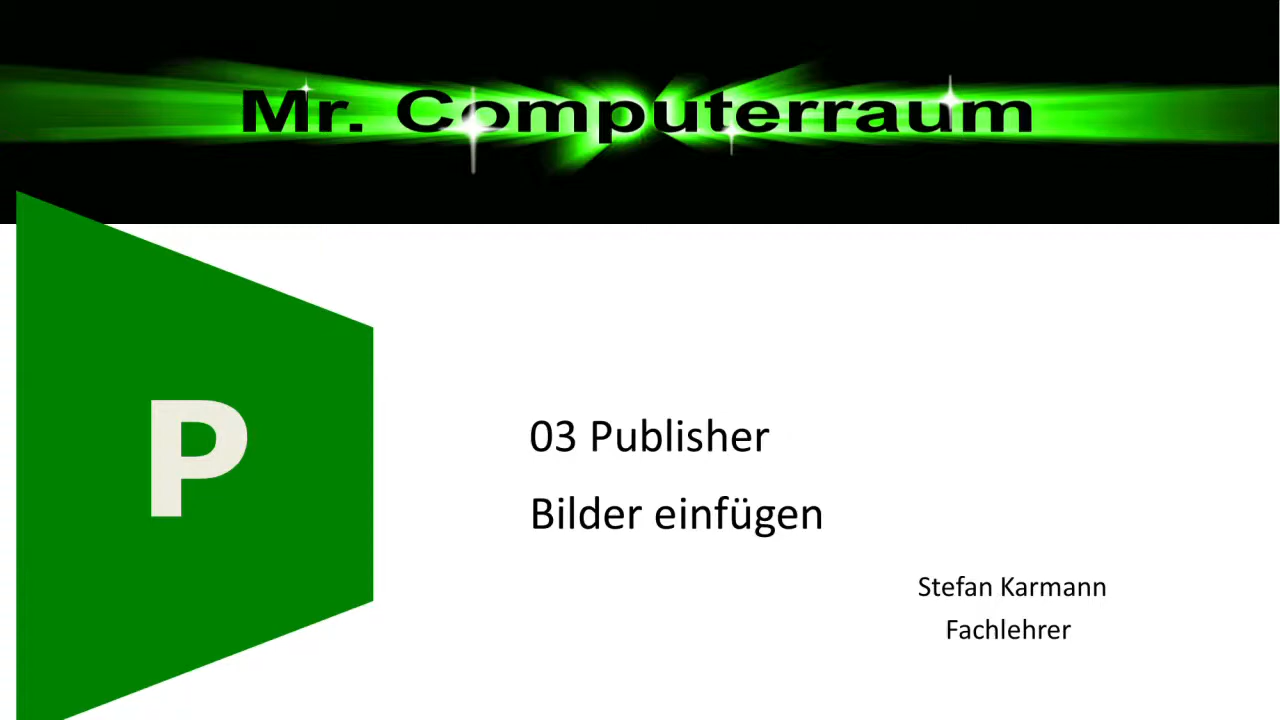 Mr. Computerraum
P
03 Publisher
Bilder einfügen
Stefan Karmann
Fachlehrer